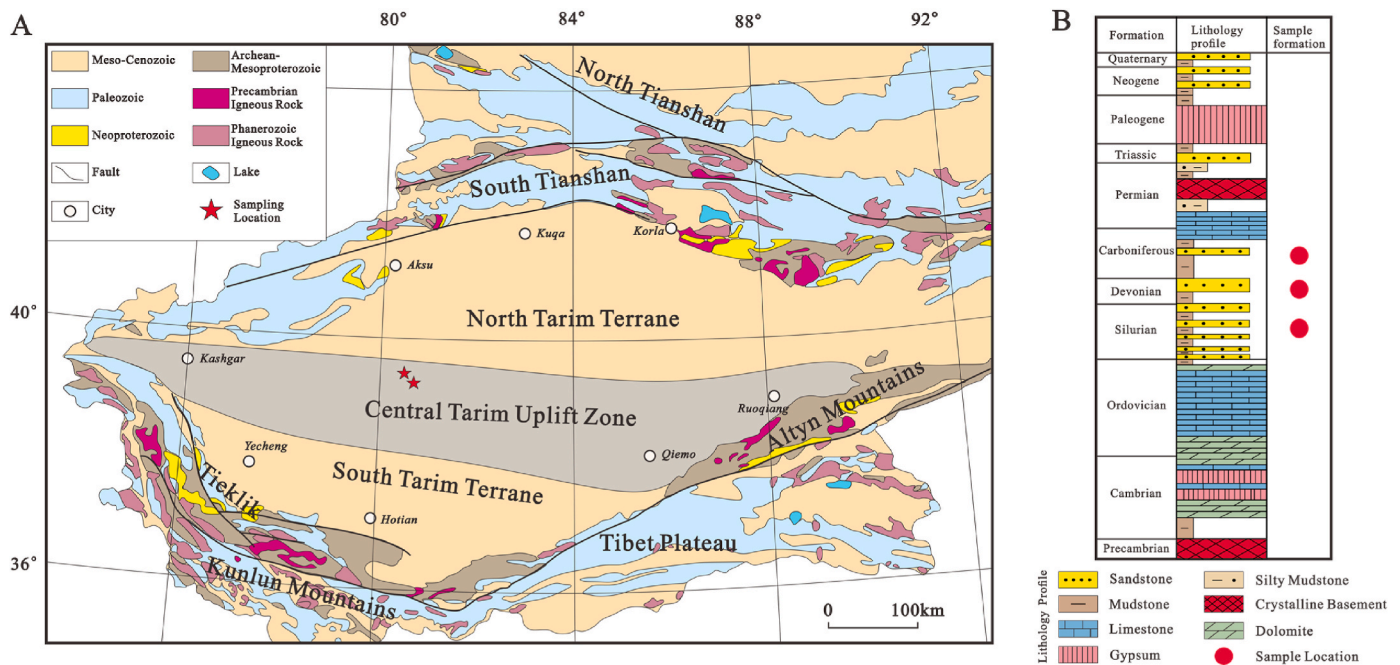 A
80°
84°
88°
92°
40°
36°
Meso-Cenozoic
Paleozoic
Neoproterozoic
Fault
City
Archean-
Mesoproterozoic
Precambrian
Igneous Rock
Phanerozoic
Igneous Rock
Lake
Sampling
Location
North Tianshan
South Tianshan
Kuqa
Korla
Aksu
North Tarim Terrane
Kashgar
Central Tarim Uplift Zone
Ruoqiang
Altyn Mountains
Qiemo
Yecheng
South Tarim Terrane
Tieklik
Hotian
Tibet Plateau
Kunlun Mountains
0
100km
B
Formation
Lithology
profile
Sample
formation
Quaternary
Neogene
Paleogene
Triassic
Permian
Carboniferous
Devonian
Silurian
Ordovician
Cambrian
Precambrian
Lithology Profile
Sandstone
Mudstone
Limestone
Gypsum
Silty Mudstone
Crystalline Basement
Dolomite
Sample Location